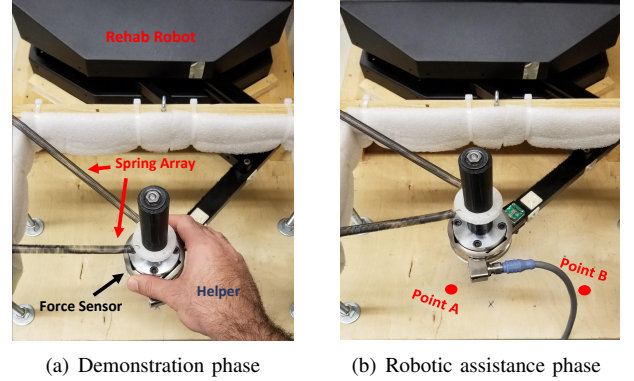 Rehab Robot
Spring Array
Force Sensor
Helper
Point A
Point B
(a) Demonstration phase
(b) Robotic assistance phase